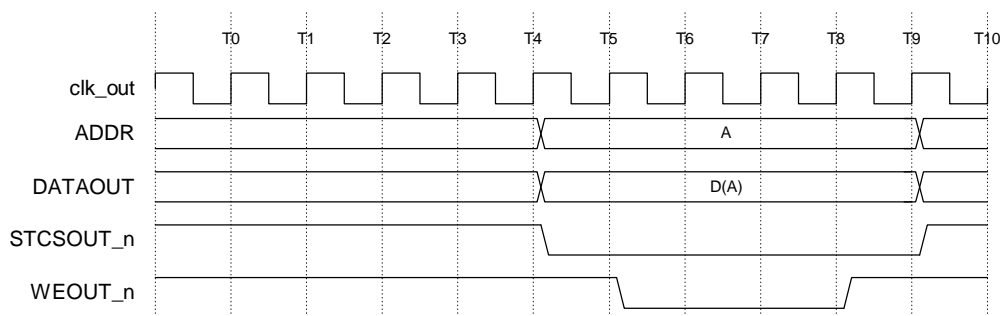 T0 T1 T2 T3 T4 T5 T6 T7 T8 T9 T10
clk_out
ADDR A
DATAOUT D(A)
STCSOUT_n
WEOUT_n